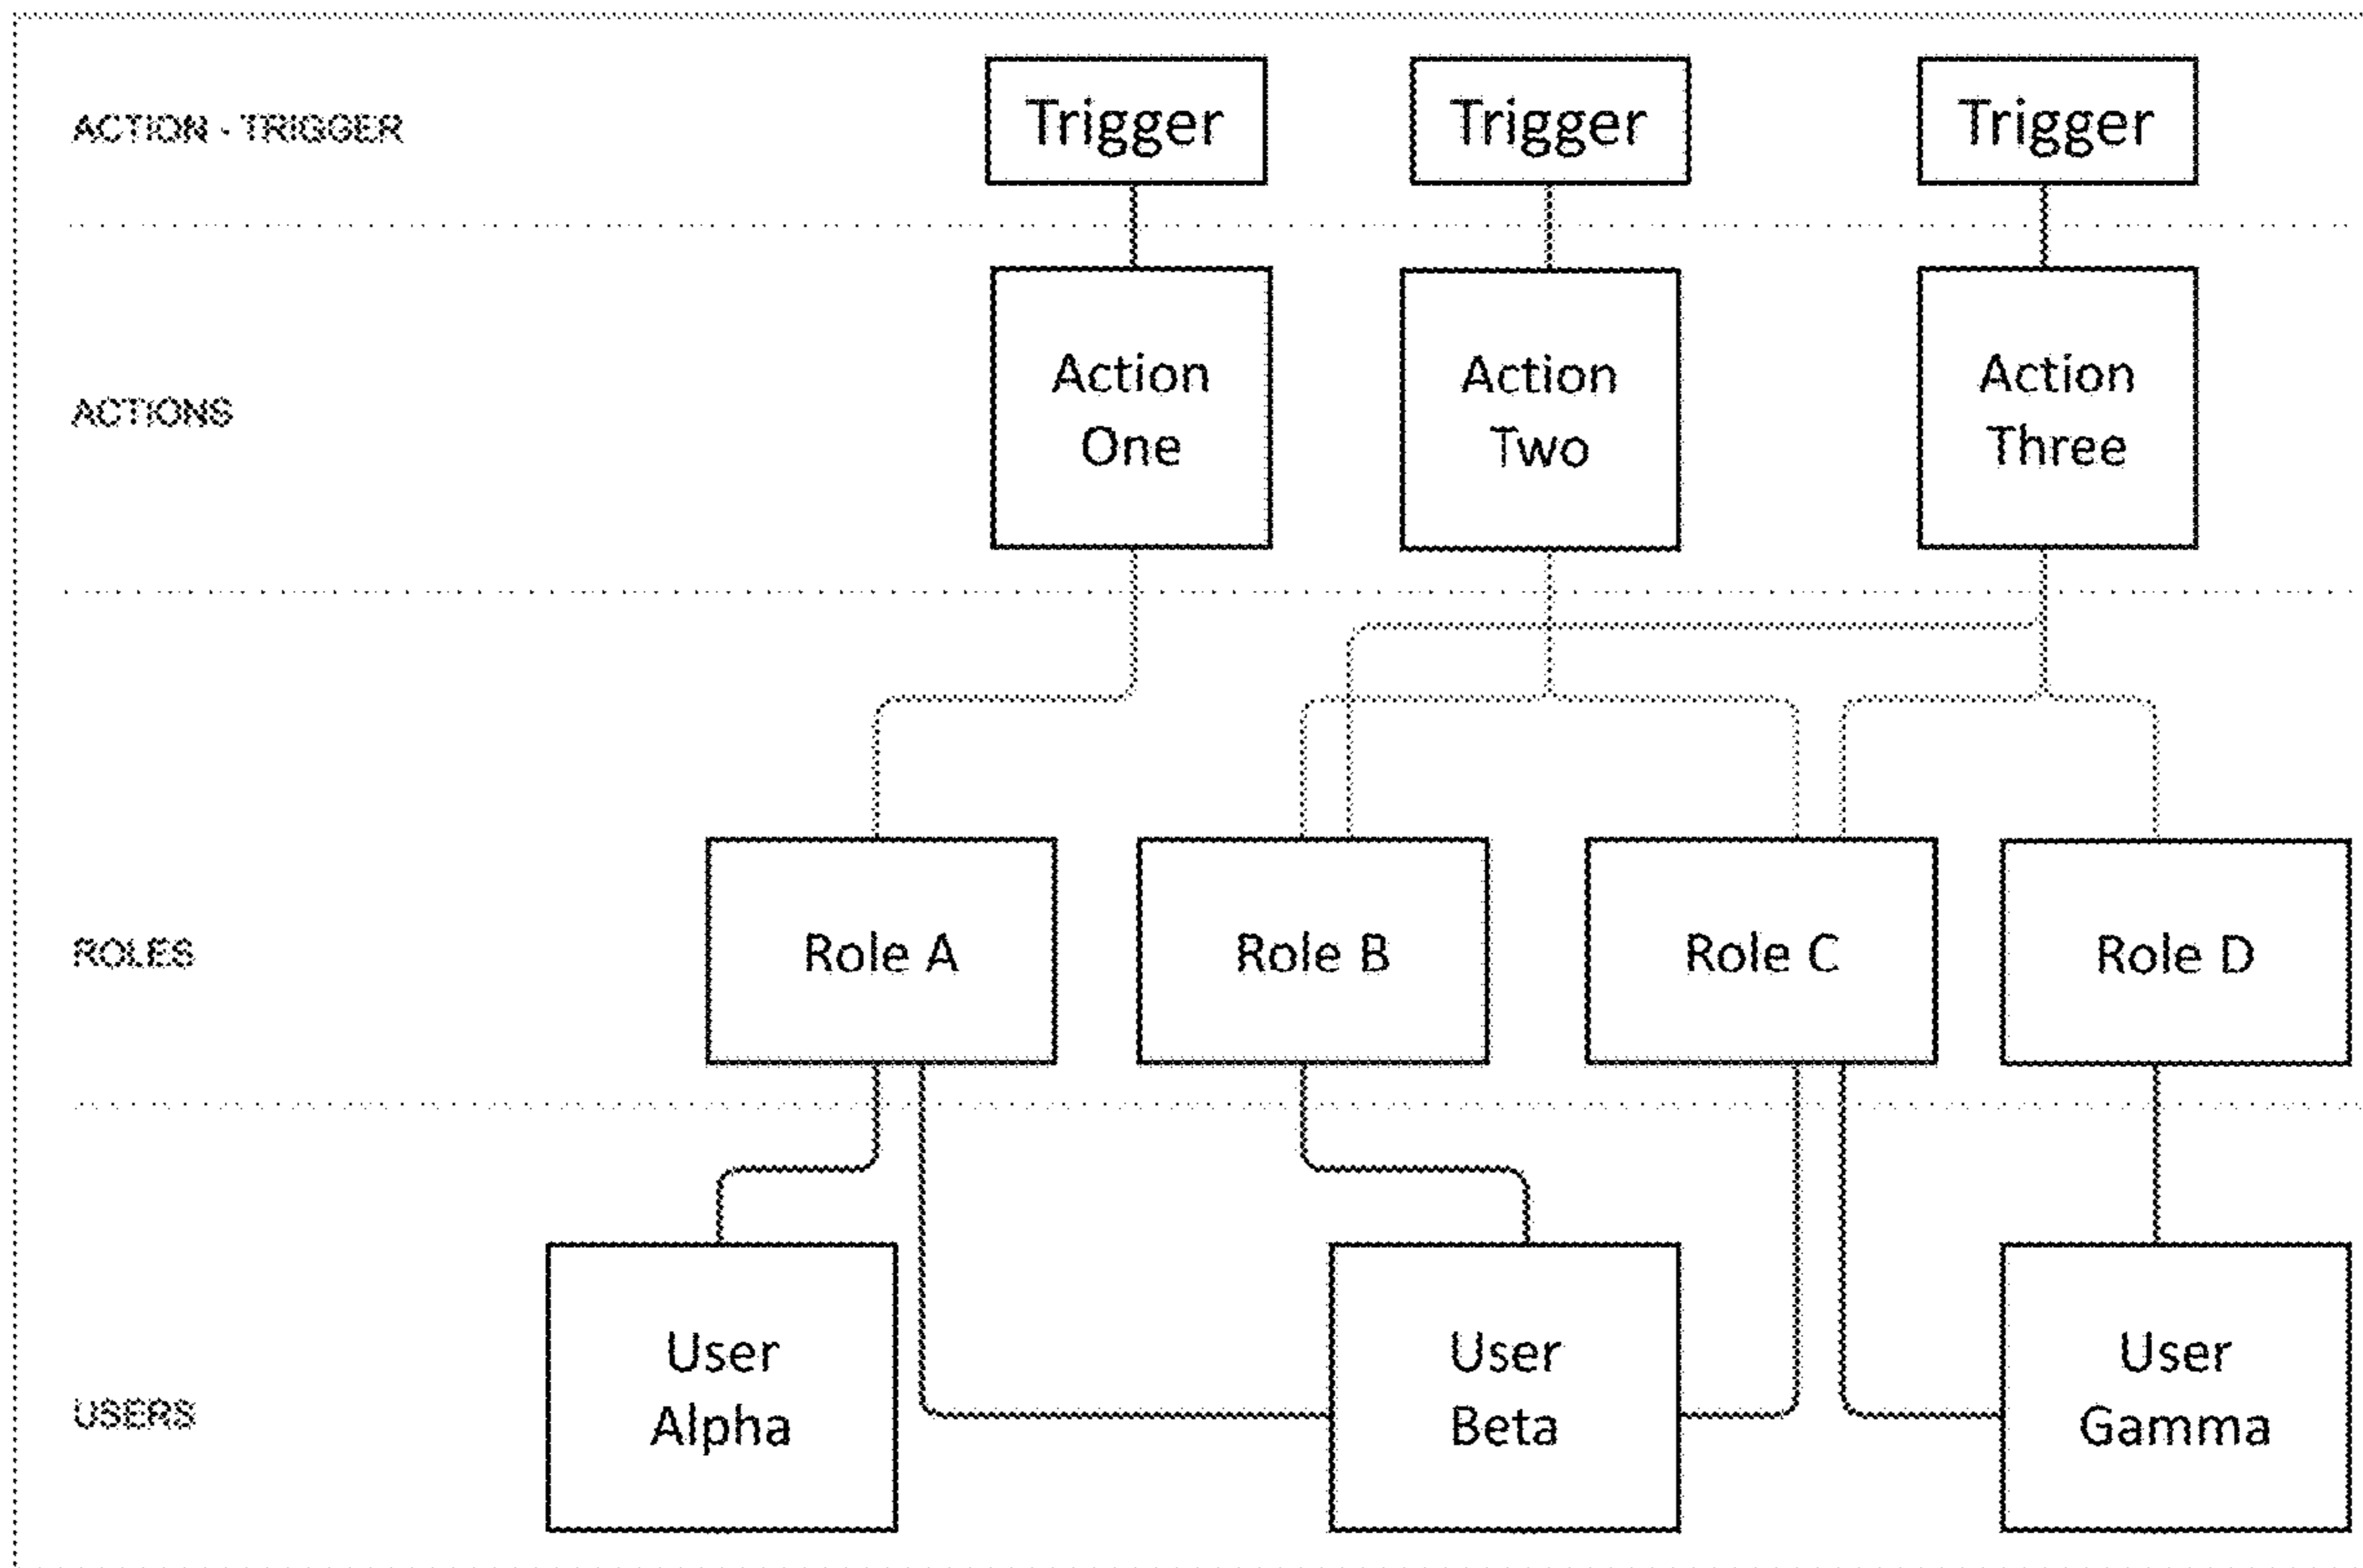 ACTION - TRIGGER
Trigger
Trigger
Trigger
ACTIONS
Action
One
Action
Two
Action
Three
ROLES
Role A
Role B
Role C
Role D
USERS
User
Alpha
User
Beta
User
Gamma